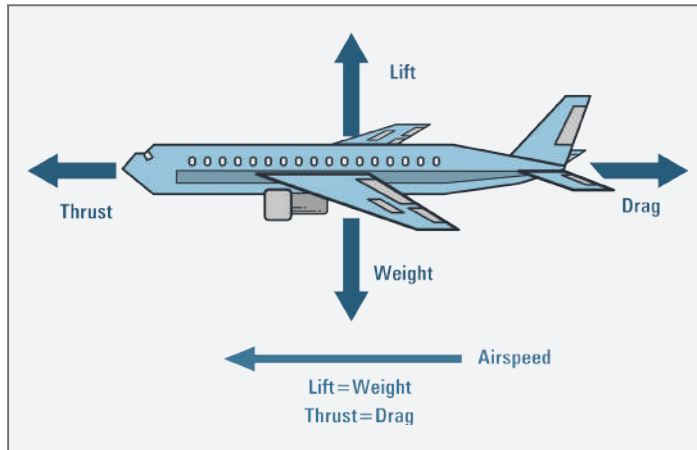 Lift
Thrust
Drag
Weight
Airspeed
Lift=Weight
Thrust=Drag